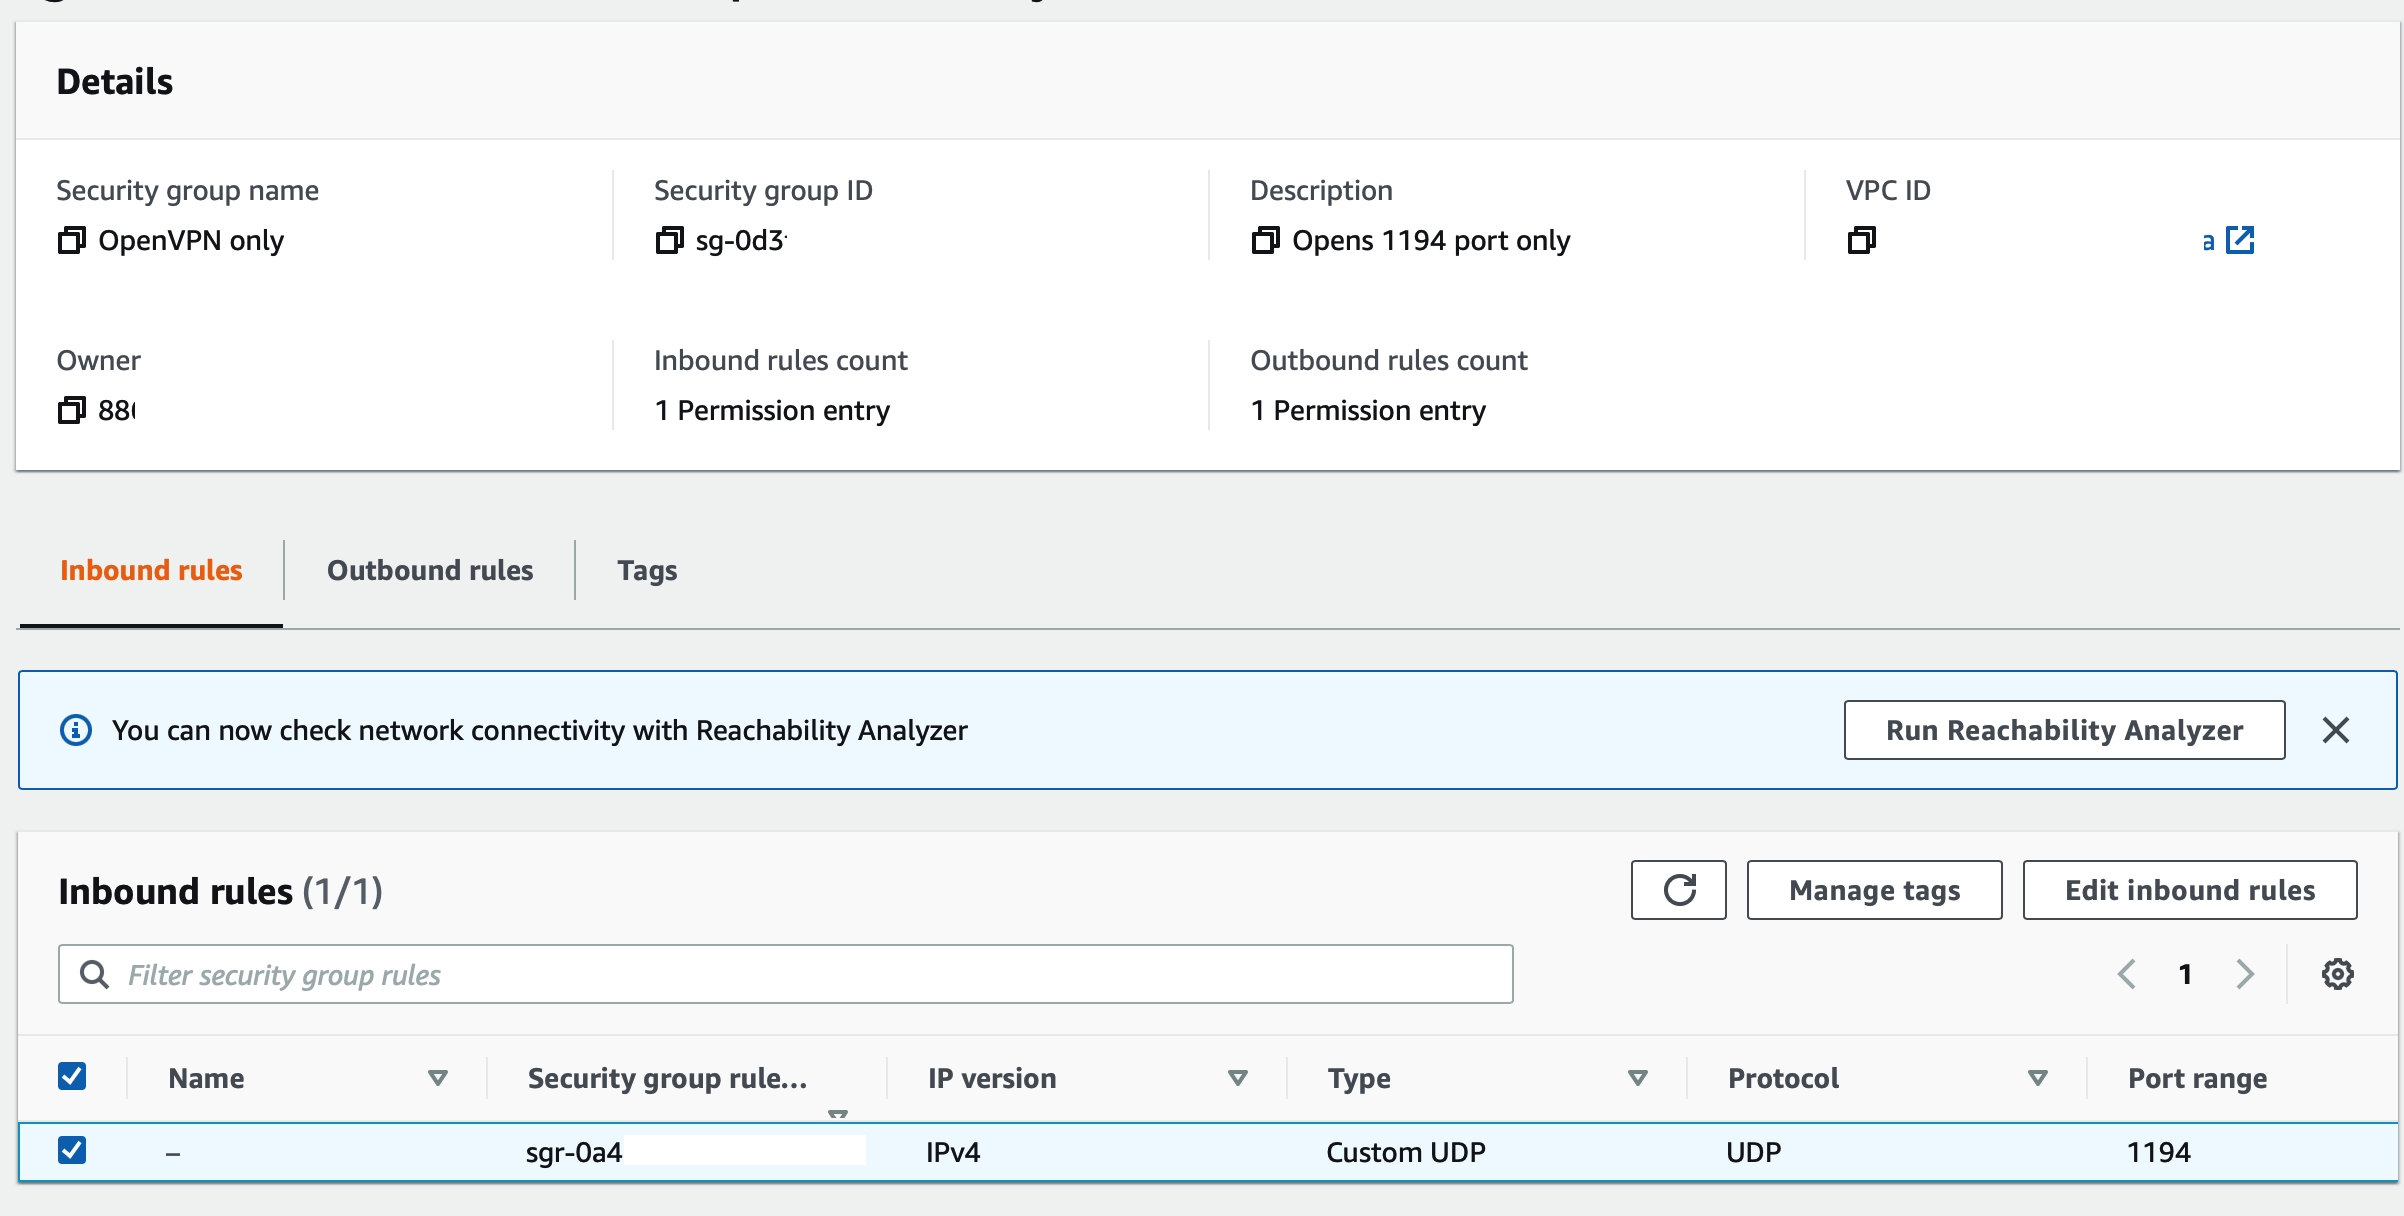 Details
Security group name
OpenVPN only
Security group ID
sg-0d3
Description
Opens 1194 port only
VPC ID
a
Owner
88
Inbound rules count
1 Permission entry
Outbound rules count
1 Permission entry
Inbound rules
Outbound rules
Tags
You can now check network connectivity with Reachability Analyzer
Run Reachability Analyzer
Inbound rules (1/1)
Manage tags
Edit inbound rules
Filter security group rules
1
Name Security group rule... IP version Type Protocol Port range
– sgr-0a4 IPv4 Custom UDP UDP 1194